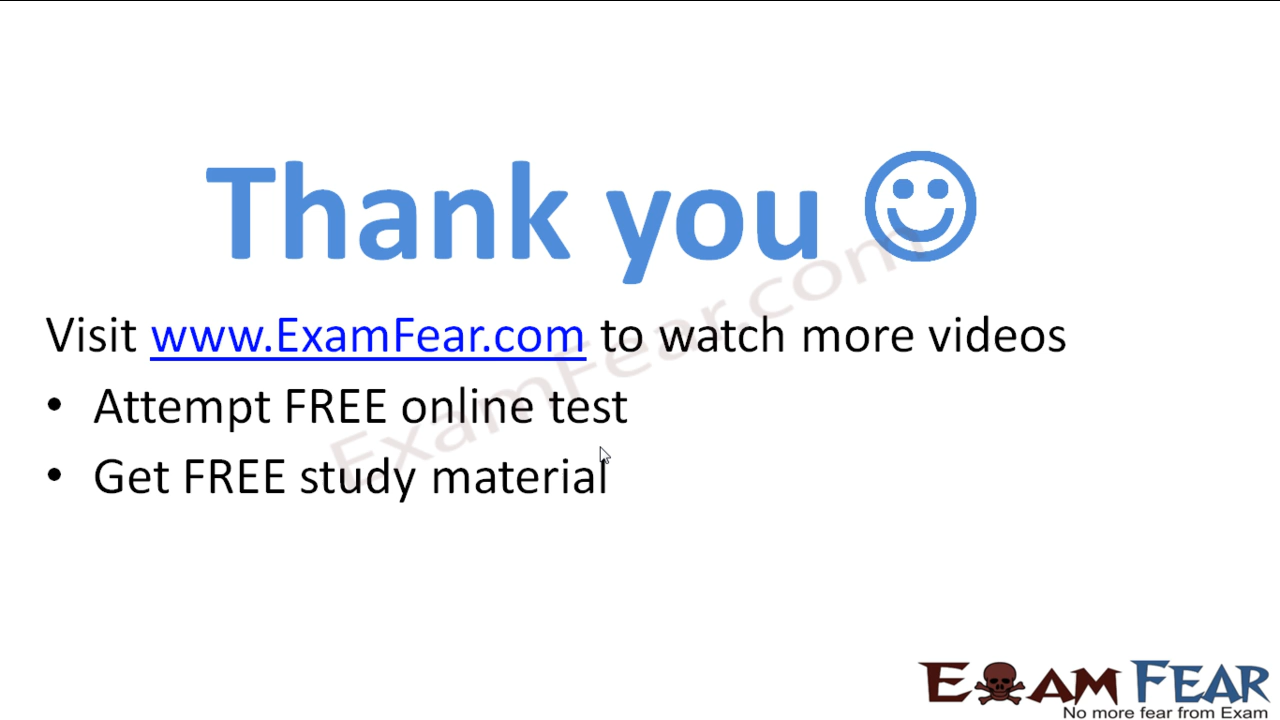 Thank you ☺
Visit www.ExamFear.com to watch more videos
• Attempt FREE online test
• Get FREE study material
ExamFear.com
EXAM FEAR
No more fear from Exam